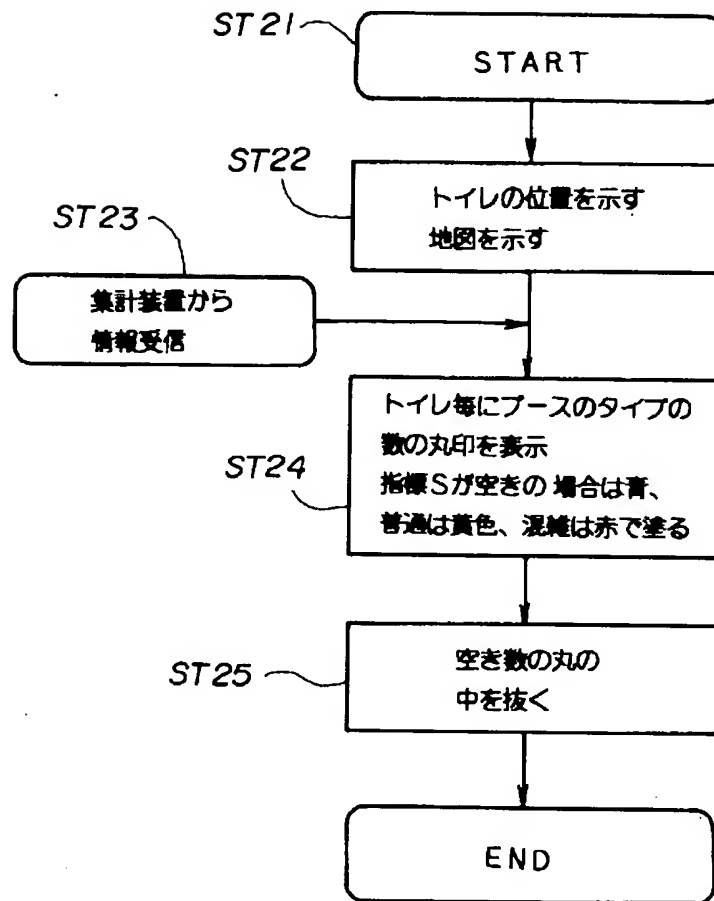 ST21
START
ST22
トイレの位置を示す
地図を示す
ST23
集計装置から
情報受信
ST24
トイレ毎にブースのタイプの
数の丸印を表示
指標Sが空きの場合は青、
普通は黄色、混雑は赤で塗る
ST25
空き数の丸の
中を抜く
END